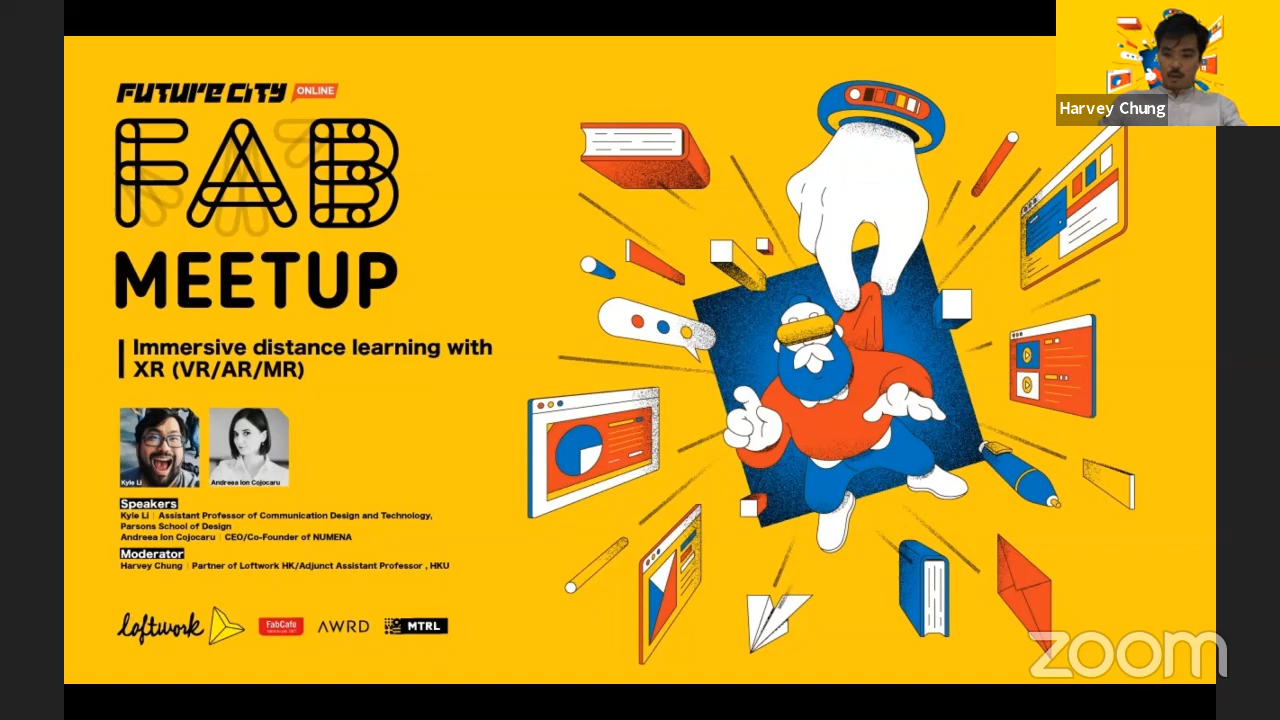 FUTURE CITY ONLINE
FAB
MEETUP
Immersive distance learning with
XR (VR/AR/MR)
Kyle Li
Andreea Ion Cojocaru
Speakers
Kyle Li | Assistant Professor of Communication Design and Technology,
Parsons School of Design
Andreea Ion Cojocaru | CEO/Co-Founder of NUMENA
Moderator
Harvey Chung | Partner of Loftwork HK/Adjunct Assistant Professor , HKU
loftwork
FabCafe
AWRD
MTRL
Harvey Chung
zoom